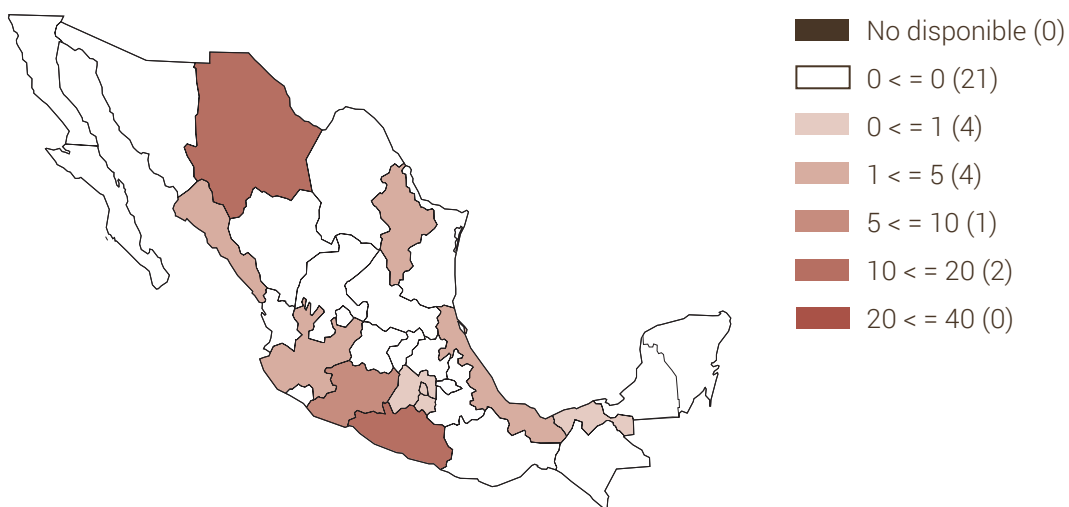 No disponible (0)
0 < = 0 (21)
0 < = 1 (4)
1 < = 5 (4)
5 < = 10 (1)
10 < = 20 (2)
20 < = 40 (0)